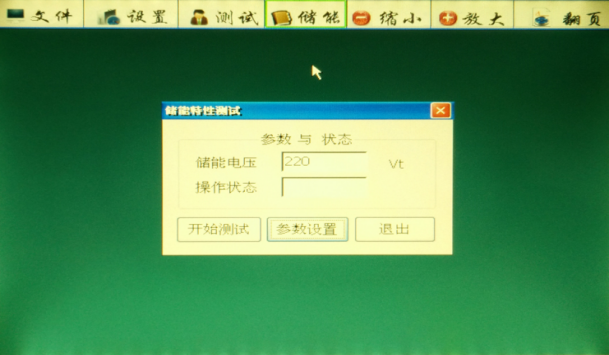 文件 设置 测试 储能 缩小 放大 翻页
储能特性测试
参数 与 状态
储能电压 220 Vt
操作状态
开始测试 参数设置 退出